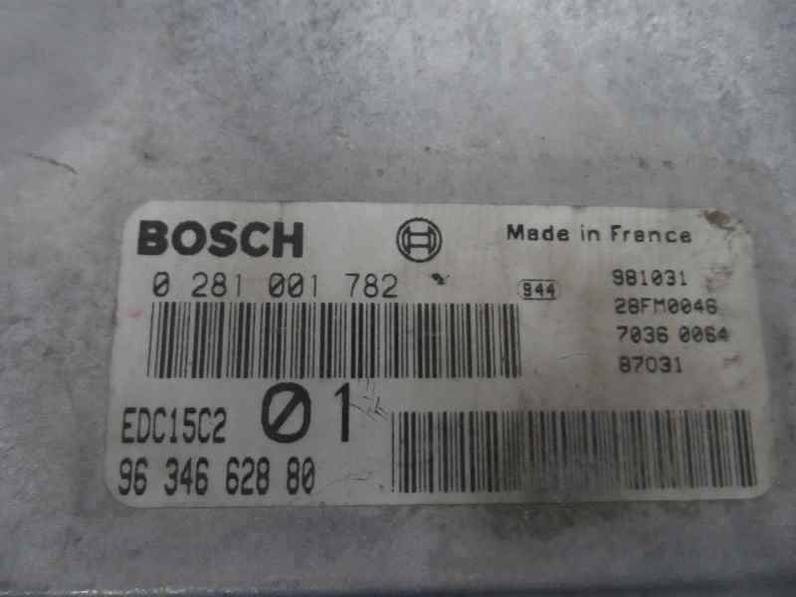 BOSCH
Made in France
0 281 001 782
944
981031
28FM0046
7036 0064
87031
EDC15C2
01
96 346 628 80